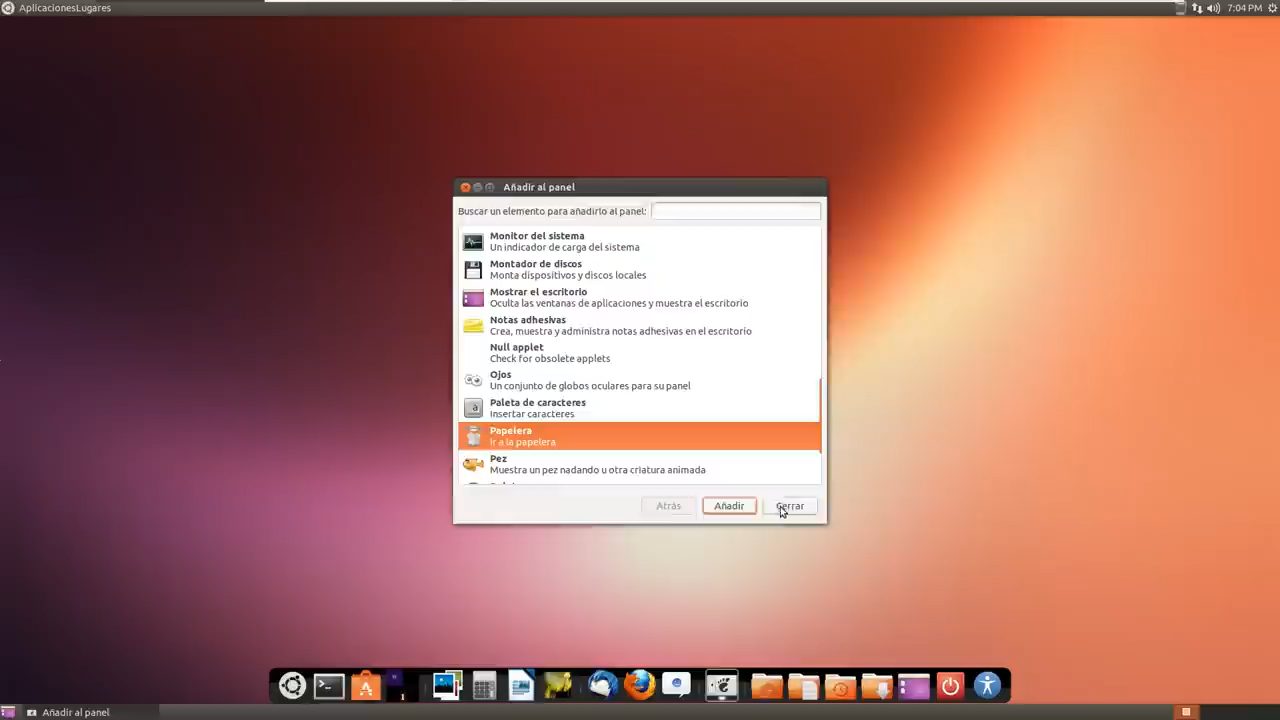 AplicacionesLugares
7:04 PM
Añadir al panel
Buscar un elemento para añadirlo al panel:
Monitor del sistema
Un indicador de carga del sistema
Montador de discos
Monta dispositivos y discos locales
Mostrar el escritorio
Oculta las ventanas de aplicaciones y muestra el escritorio
Notas adhesivas
Crea, muestra y administra notas adhesivas en el escritorio
Null applet
Check for obsolete applets
Ojos
Un conjunto de globos oculares para su panel
a
Paleta de caracteres
Insertar caracteres
Papelera
Ir a la papelera
Pez
Muestra un pez nadando u otra criatura animada
Atrás
Añadir
Cerrar
Añadir al panel